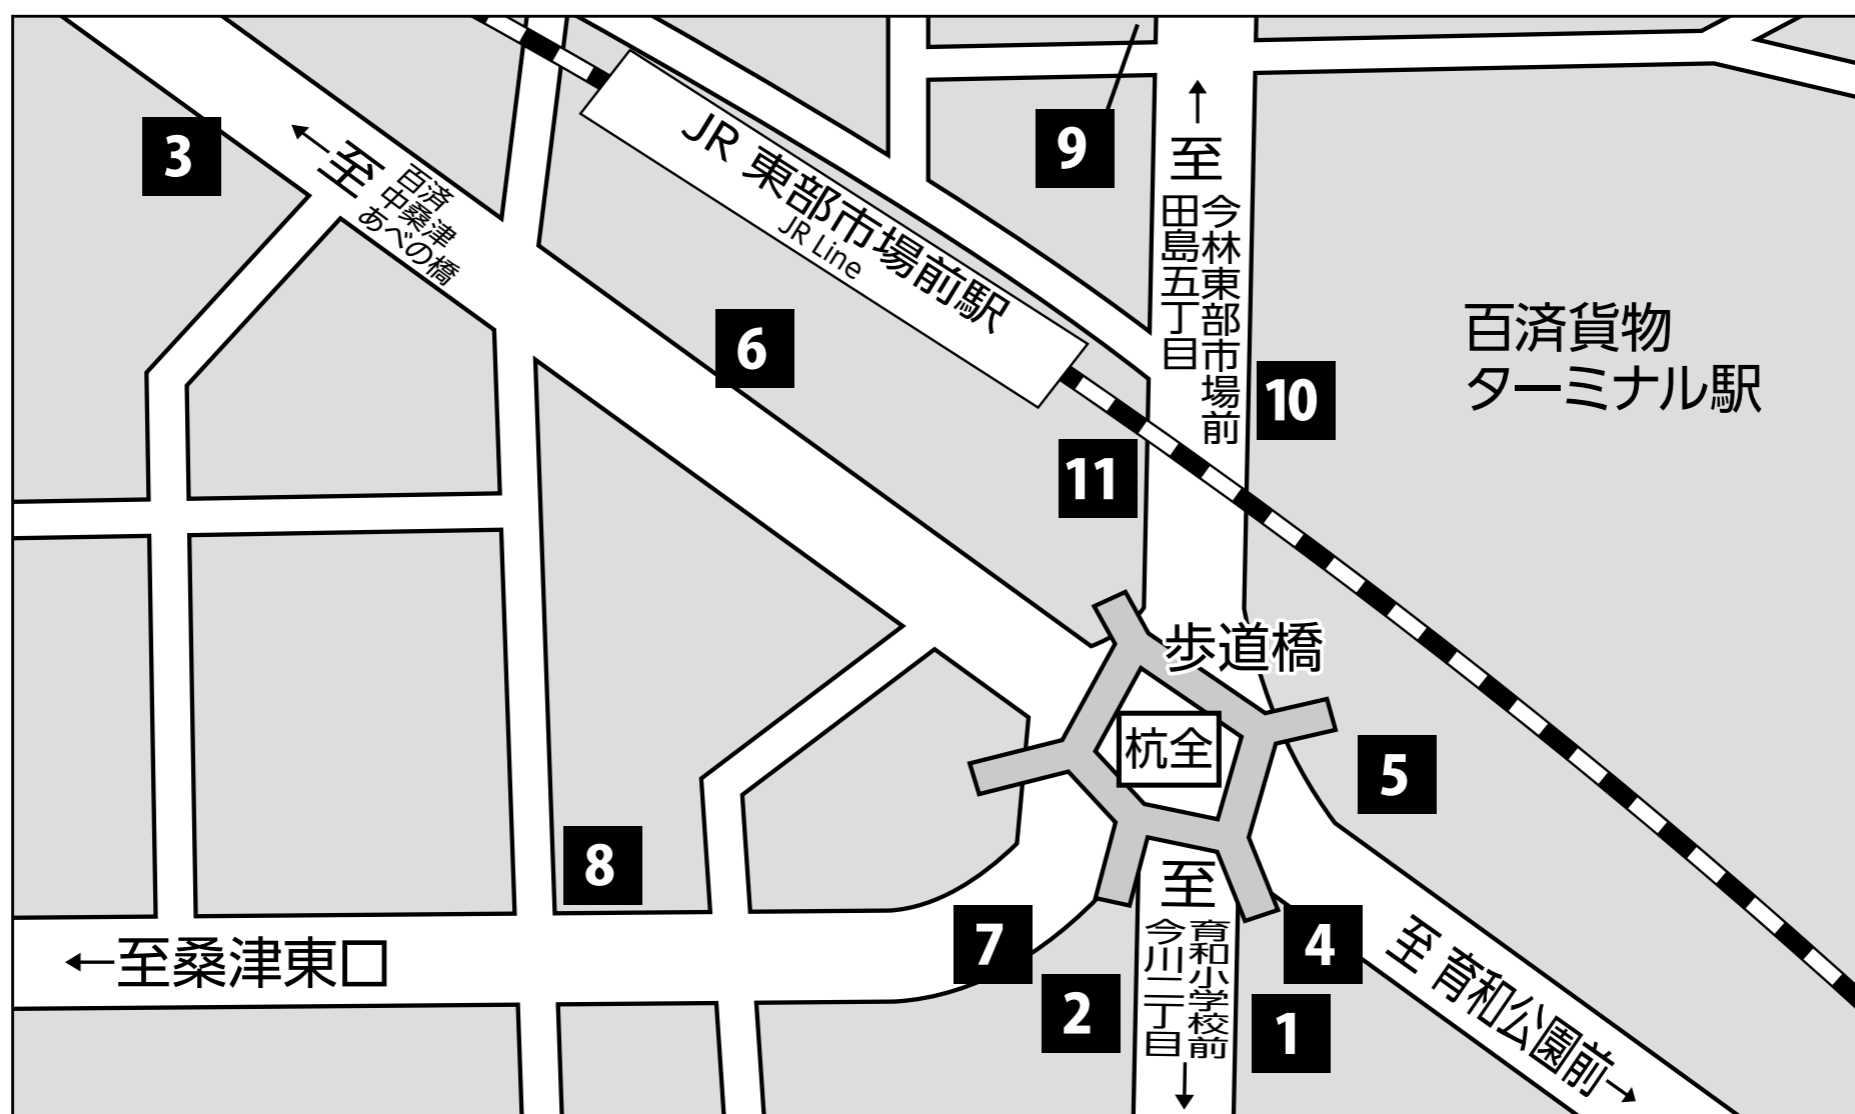 9
3
←至
百済
中桑津
あべの橋
JR 東部市場前駅
JR Line
↑
至
今林東部市場前
田島五丁目
6
10
11
百済貨物
ターミナル駅
歩道橋
杭全
5
8
7
4
2
1
至
育和小学校前
今川二丁目
↓
←至桑津東口
至 育和公園前→